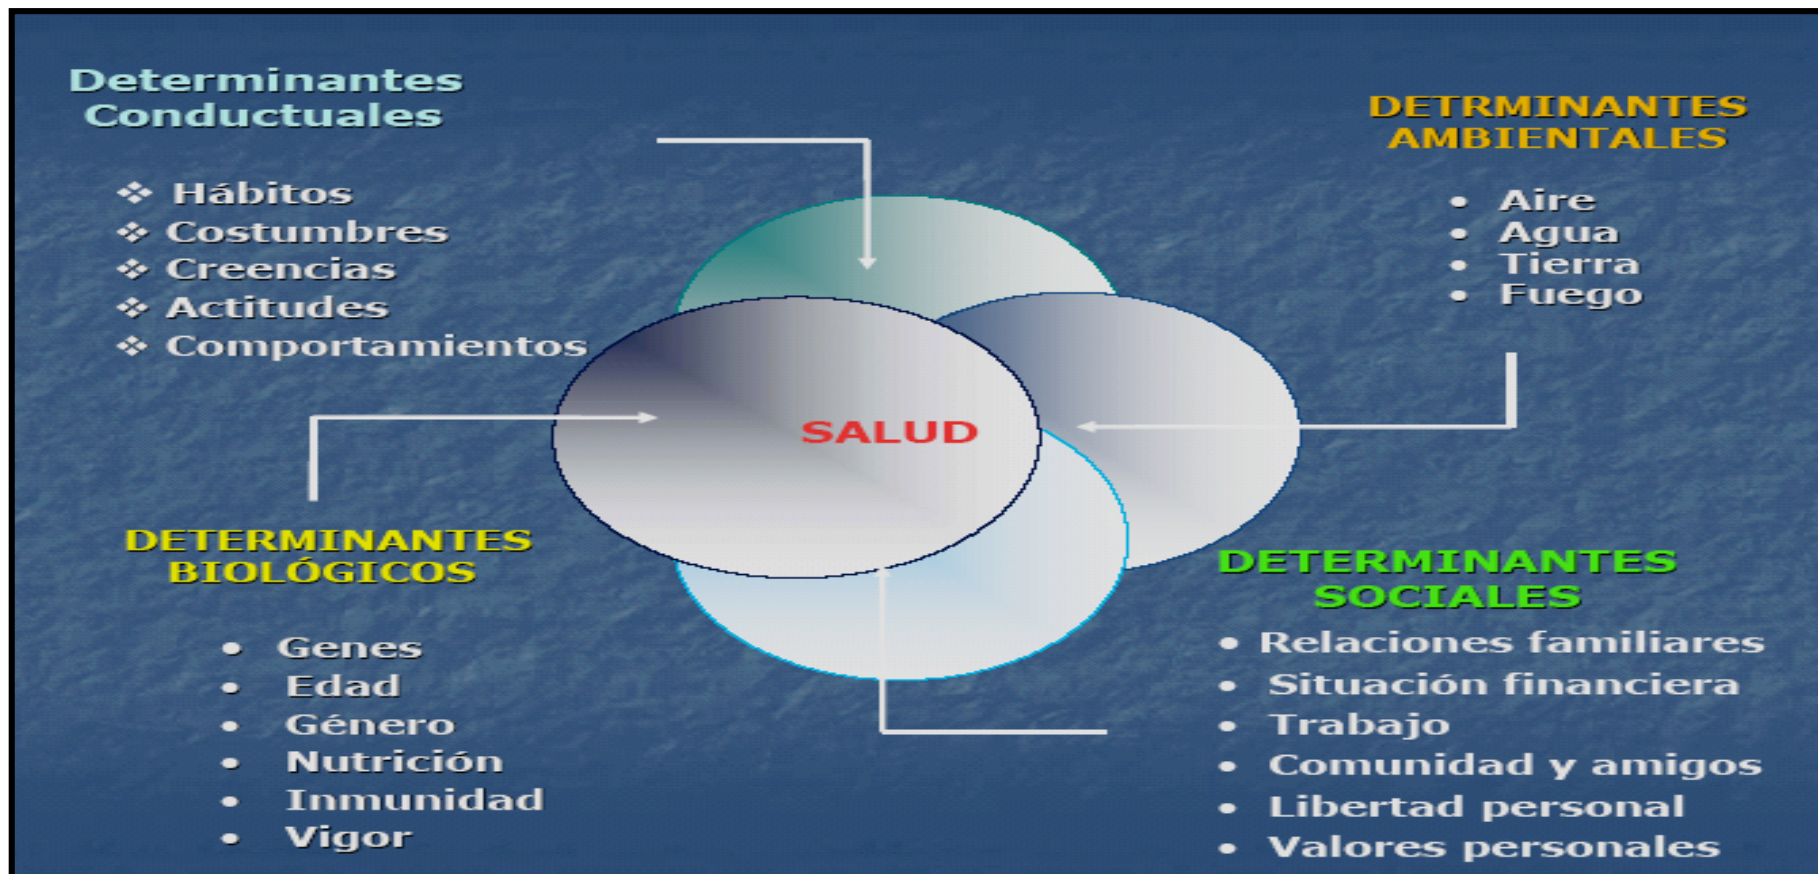 Determinantes
Conductuales
❖ Hábitos
❖ Costumbres
❖ Creencias
❖ Actitudes
❖ Comportamientos
DETRMINANTES
AMBIENTALES
• Aire
• Agua
• Tierra
• Fuego
SALUD
DETERMINANTES
BIOLÓGICOS
• Genes
• Edad
• Género
• Nutrición
• Inmunidad
• Vigor
DETERMINANTES
SOCIALES
• Relaciones familiares
• Situación financiera
• Trabajo
• Comunidad y amigos
• Libertad personal
• Valores personales